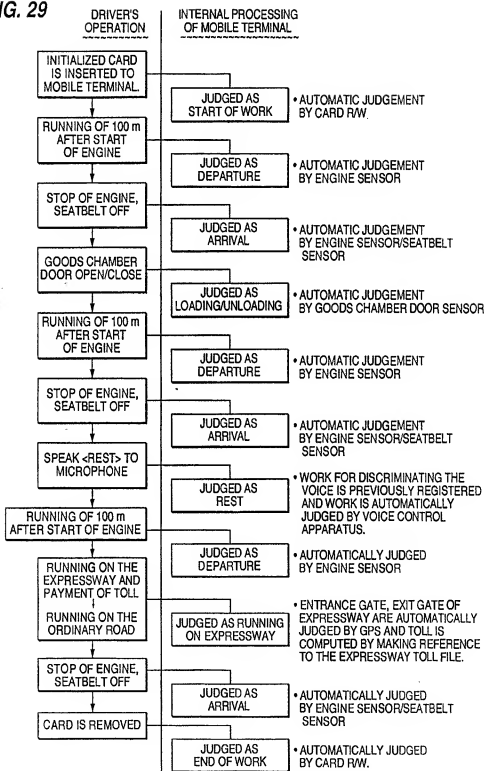 IG. 29
DRIVER'S
OPERATION
INTERNAL PROCESSING
OF MOBILE TERMINAL
INITIALIZED CARD
IS INSERTED TO
MOBILE TERMINAL.
JUDGED AS
START OF WORK
• AUTOMATIC JUDGEMENT
BY CARD R/W.
RUNNING OF 100 m
AFTER START
OF ENGINE
JUDGED AS
DEPARTURE
• AUTOMATIC JUDGEMENT
BY ENGINE SENSOR
STOP OF ENGINE,
SEATBELT OFF
JUDGED AS
ARRIVAL
• AUTOMATIC JUDGEMENT
BY ENGINE SENSOR/SEATBELT
SENSOR
GOODS CHAMBER
DOOR OPEN/CLOSE
JUDGED AS
LOADING/UNLOADING
• AUTOMATIC JUDGEMENT
BY GOODS CHAMBER DOOR SENSOR
RUNNING OF 100 m
AFTER START
OF ENGINE
JUDGED AS
DEPARTURE
• AUTOMATIC JUDGEMENT
BY ENGINE SENSOR
STOP OF ENGINE,
SEATBELT OFF
JUDGED AS
ARRIVAL
• AUTOMATIC JUDGEMENT
BY ENGINE SENSOR/SEATBELT
SENSOR
SPEAK <REST> TO
MICROPHONE
JUDGED AS
REST
• WORK FOR DISCRIMINATING THE
VOICE IS PREVIOUSLY REGISTERED
AND WORK IS AUTOMATICALLY
JUDGED BY VOICE CONTROL
APPARATUS.
RUNNING OF 100 m
AFTER START OF ENGINE
JUDGED AS
DEPARTURE
• AUTOMATICALLY JUDGED
BY ENGINE SENSOR
RUNNING ON THE
EXPRESSWAY AND
PAYMENT OF TOLL
RUNNING ON THE
ORDINARY ROAD
JUDGED AS RUNNING
ON EXPRESSWAY
• ENTRANCE GATE, EXIT GATE OF
EXPRESSWAY ARE AUTOMATICALLY
JUDGED BY GPS AND TOLL IS
COMPUTED BY MAKING REFERENCE
TO THE EXPRESSWAY TOLL FILE.
STOP OF ENGINE,
SEATBELT OFF
JUDGED AS
ARRIVAL
• AUTOMATICALLY JUDGED
BY ENGINE SENSOR/SEATBELT
SENSOR
CARD IS REMOVED
JUDGED AS
END OF WORK
• AUTOMATICALLY JUDGED
BY CARD R/W.